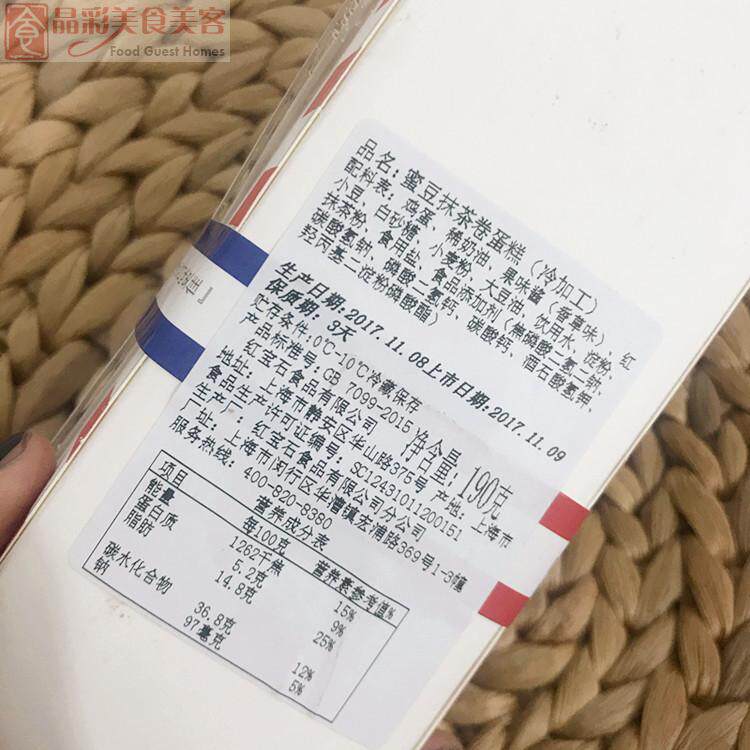 晶彩美食美客
Food Guest Homes
品名:蜜豆抹茶卷蛋糕(冷加工)
配料表:鸡蛋、稀奶油、果味酱(香草味)、红
小豆、白砂糖、小麦粉、大豆油、饮用水、淀粉、
抹茶粉、食用盐、食品添加剂(焦磷酸二氢二钠、
碳酸氢钠、磷酸二氢钙、碳酸钙、酒石酸氢钾、
羟丙基二淀粉磷酸酯)
生产日期:2017.11.08上市日期:2017.11.09
保质期:3天
贮存条件:0℃-10℃冷藏保存
产品标准号:GB 7099-2015
净含量:190克
红宝石食品有限公司
地址:上海市静安区华山路375号 产地:上海市
食品生产许可证编号 SC12431011200151
生产厂:红宝石食品有限公司分公司
厂址:上海市闵行区华漕镇东浦路369号1-3幢
服务热线:400-820-8380
营养成分表
项目 每100克 营养素参考值%
能量 1262千焦 15%
蛋白质 5.2克 9%
脂肪 14.8克 25%
碳水化合物 36.8克 12%
钠 97毫克 5%